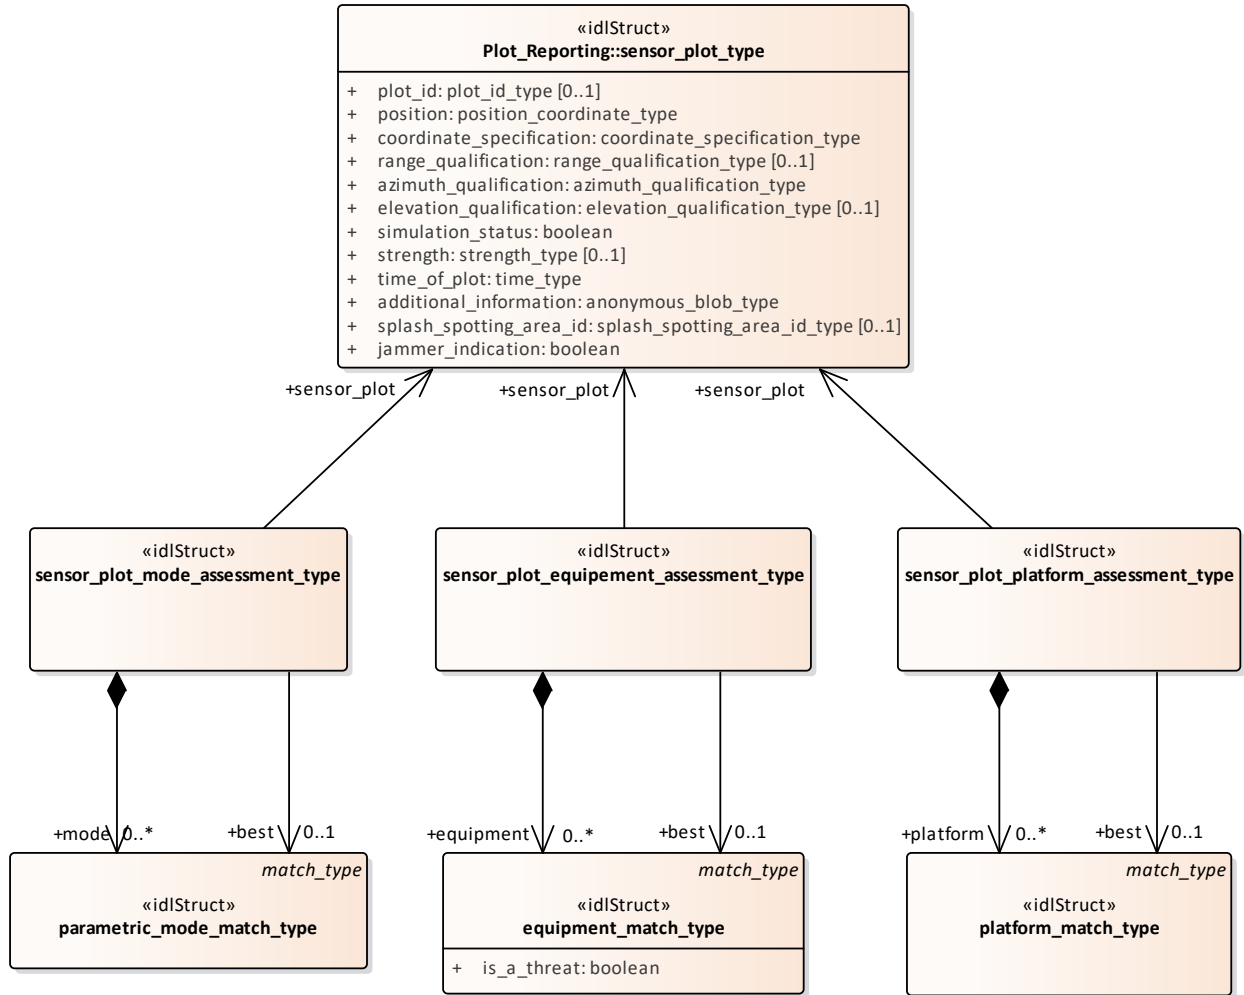 «idlStruct»
Plot_Reporting::sensor_plot_type
+ plot_id: plot_id_type [0..1]
+ position: position_coordinate_type
+ coordinate_specification: coordinate_specification_type
+ range_qualification: range_qualification_type [0..1]
+ azimuth_qualification: azimuth_qualification_type
+ elevation_qualification: elevation_qualification_type [0..1]
+ simulation_status: boolean
+ strength: strength_type [0..1]
+ time_of_plot: time_type
+ additional_information: anonymous_blob_type
+ splash_spotting_area_id: splash_spotting_area_id_type [0..1]
+ jammer_indication: boolean
+sensor_plot +sensor_plot +sensor_plot
«idlStruct» «idlStruct» «idlStruct»
sensor_plot_mode_assessment_type sensor_plot_equipement_assessment_type sensor_plot_platform_assessment_type
+mode 0..* +best 0..1 +equipment 0..* +best 0..1 +platform 0..* +best 0..1
match_type match_type match_type
«idlStruct» «idlStruct» «idlStruct»
parametric_mode_match_type equipment_match_type platform_match_type
+ is_a_threat: boolean